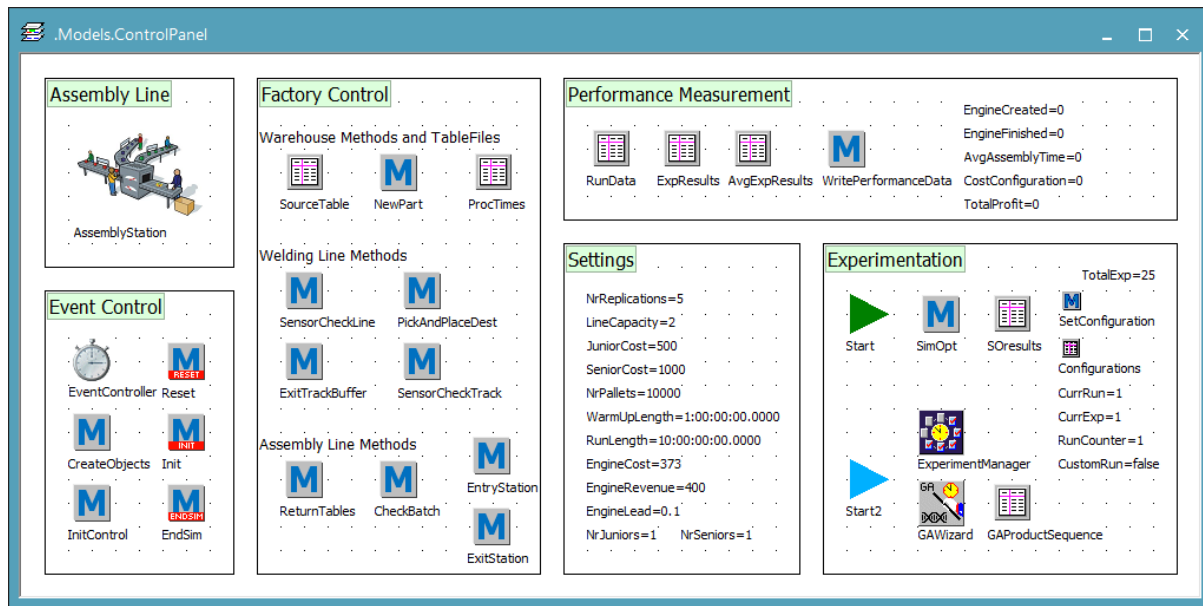 .Models.ControlPanel
Assembly Line
AssemblyStation
Event Control
EventController
M
RESET
Reset
M
CreateObjects
M
INIT
Init
M
InitControl
M
ENDSIM
EndSim
Factory Control
Warehouse Methods and TableFiles
SourceTable
M
NewPart
ProcTimes
Welding Line Methods
M
SensorCheckLine
M
PickAndPlaceDest
M
ExitTrackBuffer
M
SensorCheckTrack
Assembly Line Methods
M
ReturnTables
M
CheckBatch
M
EntryStation
M
ExitStation
Performance Measurement
RunData
ExpResults
AvgExpResults
M
WritePerformanceData
EngineCreated=0
EngineFinished=0
AvgAssemblyTime=0
CostConfiguration=0
TotalProfit=0
Settings
NrReplications=5
LineCapacity=2
JuniorCost=500
SeniorCost=1000
NrPallets=10000
WarmUpLength=1:00:00:00.0000
RunLength=10:00:00:00.0000
EngineCost=373
EngineRevenue=400
EngineLead=0.1
NrJuniors=1 NrSeniors=1
Experimentation
TotalExp=25
Start
M
SimOpt
SOresults
M
SetConfiguration
Configurations
CurrRun=1
CurrExp=1
RunCounter=1
CustomRun=false
ExperimentManager
Start2
GA
GAWizard
GAProductSequence